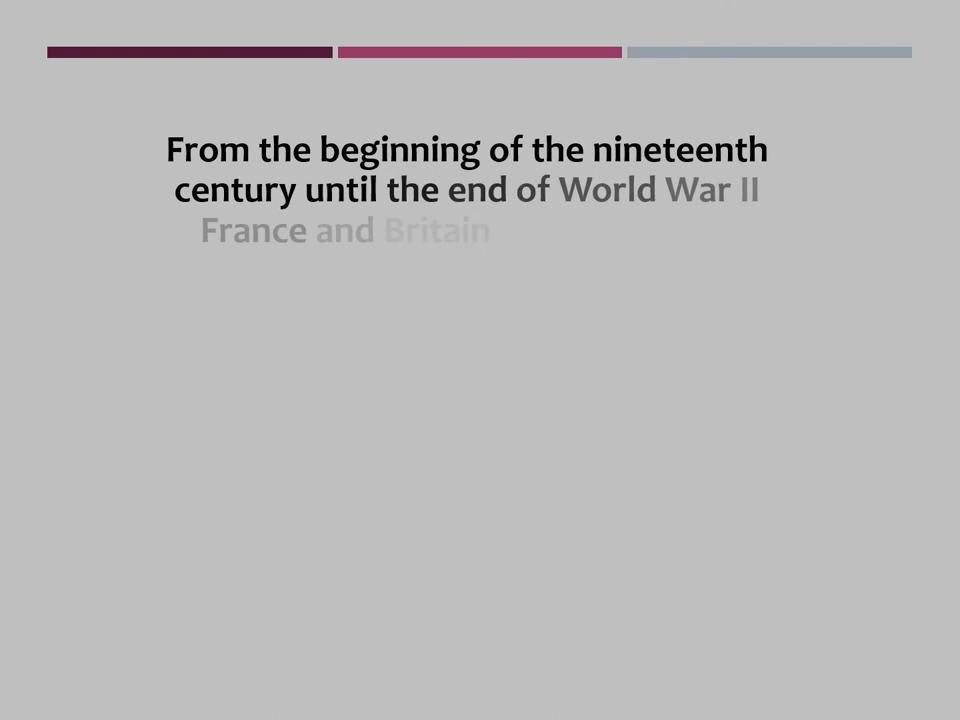 From the beginning of the nineteenth
century until the end of World War II
France and Britain